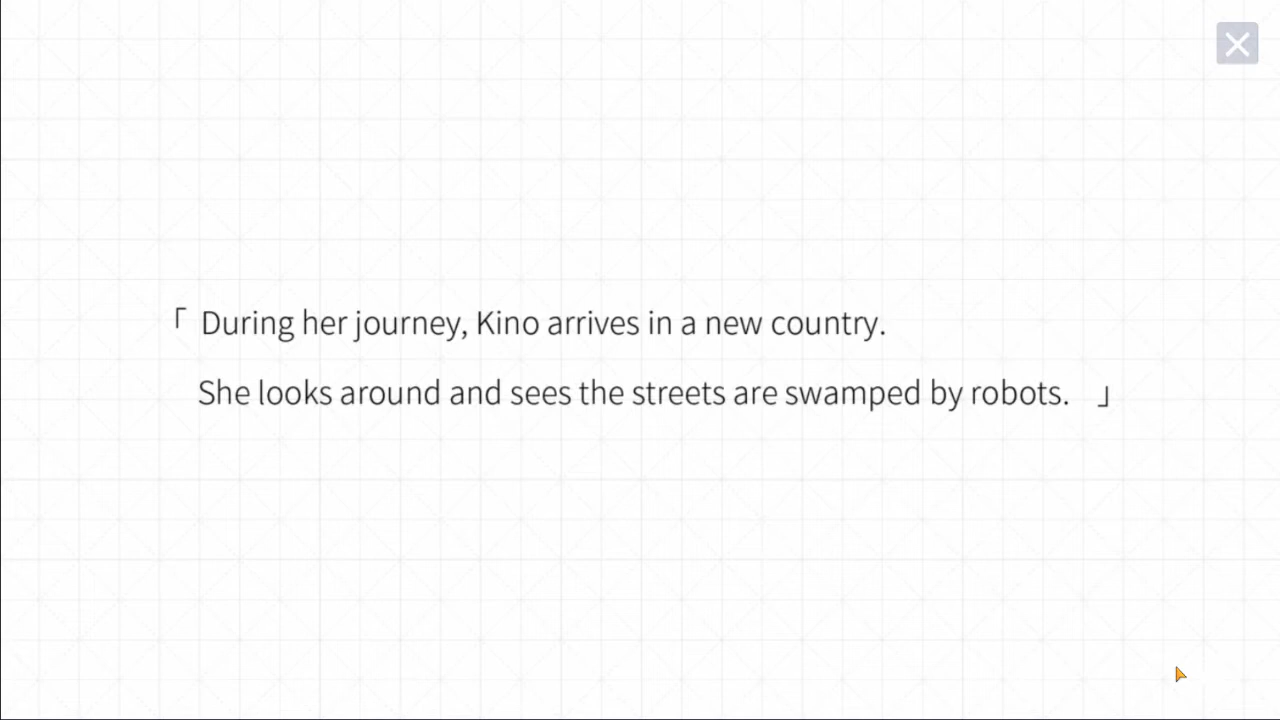 「 During her journey, Kino arrives in a new country.
She looks around and sees the streets are swamped by robots. 」